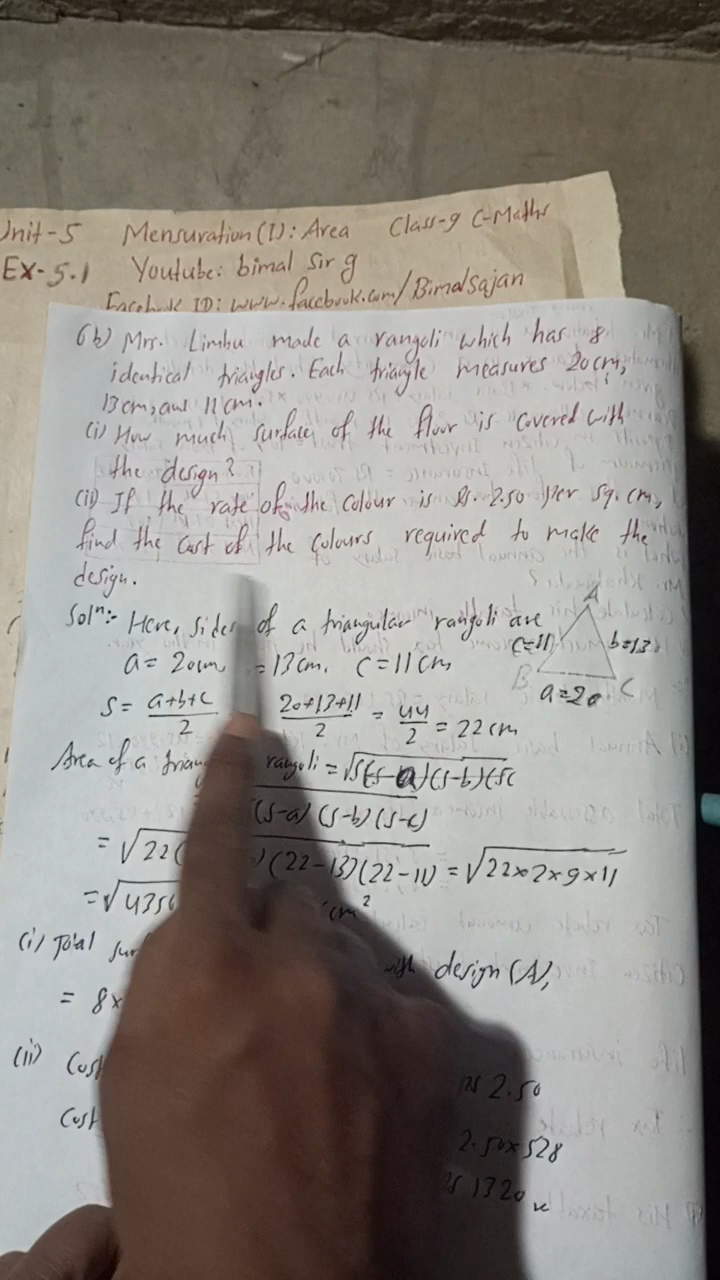 Unit-5 Mensuration (I): Area Class-9 C-Maths
EX-5.1 Youtube: bimal Sir g
Facebook ID: www.facebook.com/Bimalsajan
6b) Mrs. Limbu made a rangoli which has 8
identical triangles. Each triangle measures 20cm,
13cm, and 11cm.
(i) How much surface of the floor is covered with
the design?
(ii) If the rate of the colour is Rs. 2.50 per sq. cm,
find the cost of the colours required to make the
design.
Solⁿ:- Here, sides of a triangular rangoli are
a = 20cm =13cm, c=11cm
A
c=11 b=13
B C
a=20
S = a+b+c/2 20+13+11/2 = 44/2 = 22cm
Area of a rangoli = √s(s-a)(s-b)(s-c
(s-a)(s-b)(s-c)
= √22( )(22-13)(22-11) = √22×2×9×11
= √4356 cm²
(i) Total with design (A),
= 8×
(ii) Cost Rs 2.50
Cost 2.50×528
1320